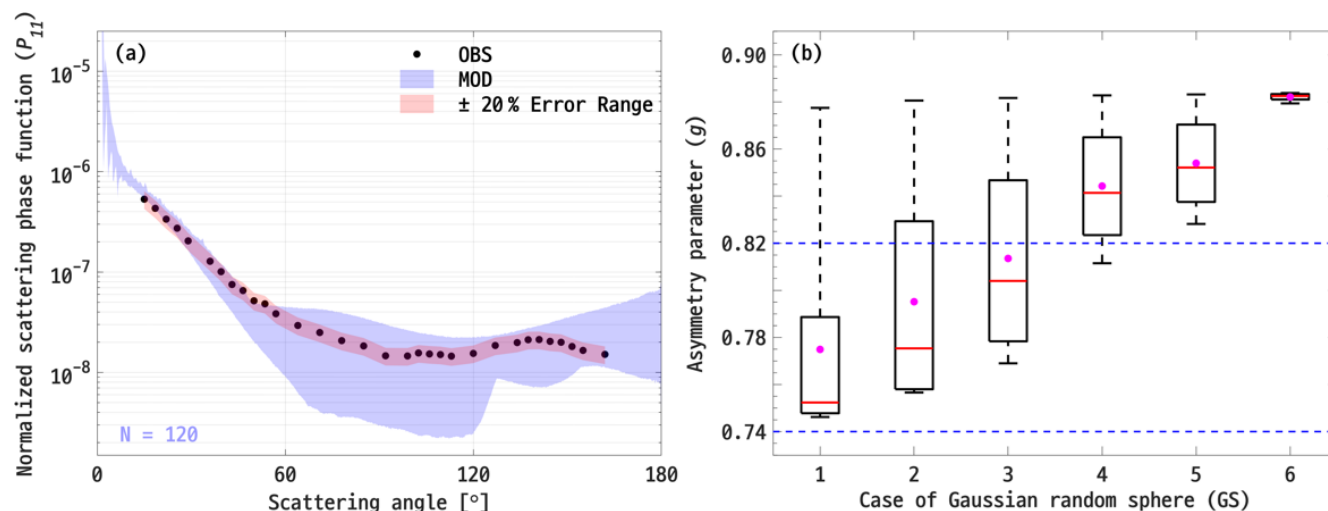 (a)
OBS
MOD
± 20 % Error Range
Normalized scattering phase function (P₁₁)
10⁻⁵
10⁻⁶
10⁻⁷
10⁻⁸
N = 120
0 60 120 180
Scattering angle [°]
(b)
Asymmetry parameter (g)
0.90
0.86
0.82
0.78
0.74
1 2 3 4 5 6
Case of Gaussian random sphere (GS)